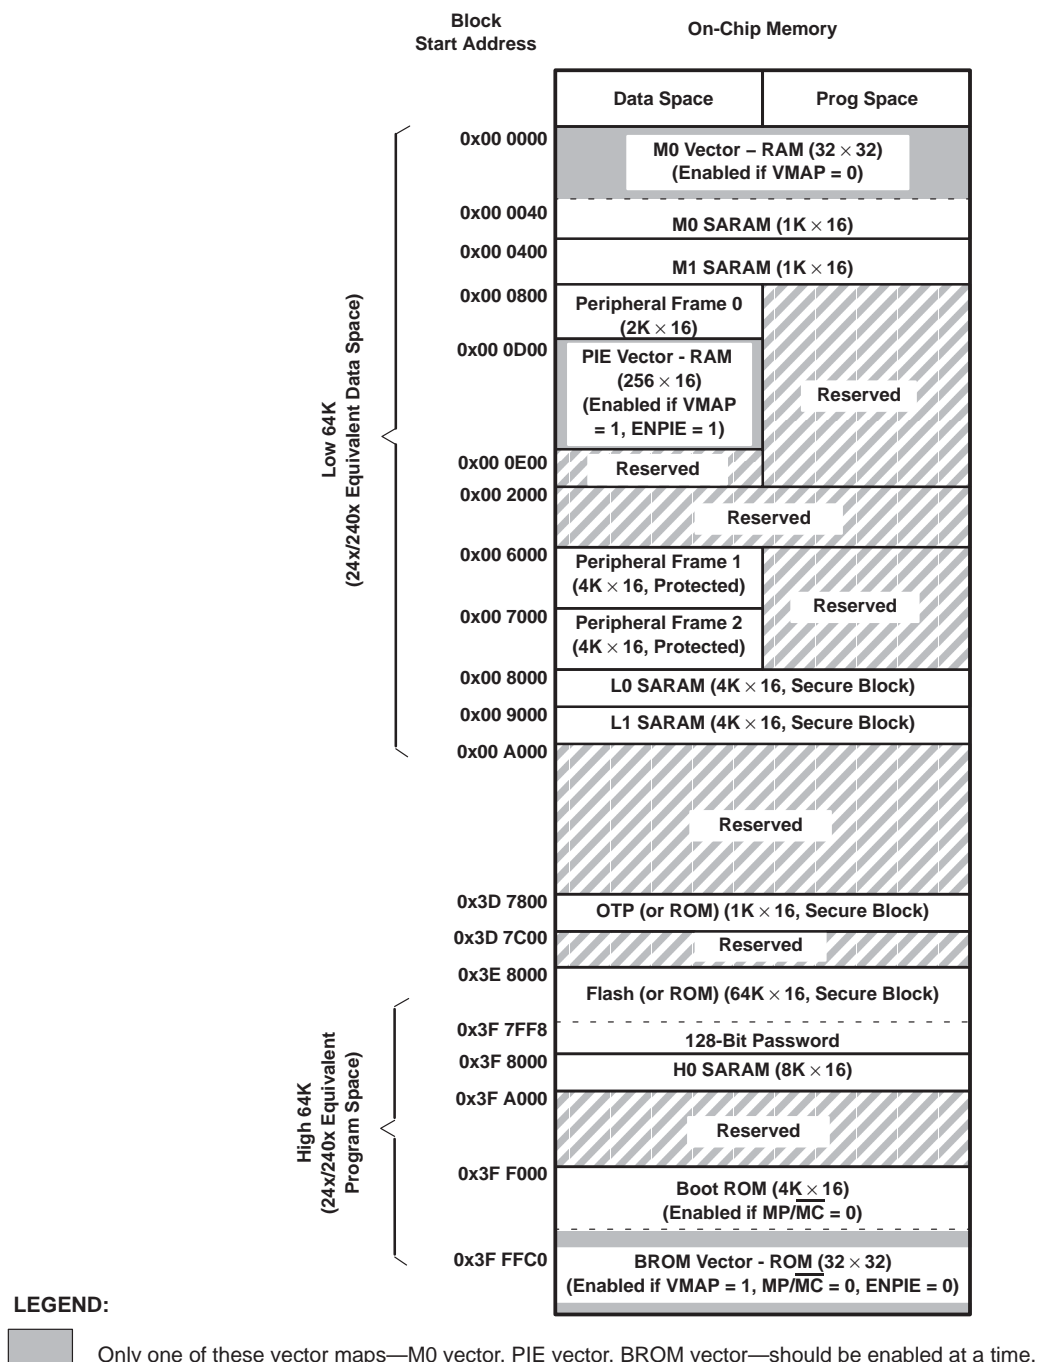 Block
Start Address
On-Chip Memory
Data Space
Prog Space
0x00 0000
M0 Vector – RAM (32 × 32)
(Enabled if VMAP = 0)
0x00 0040
M0 SARAM (1K × 16)
0x00 0400
M1 SARAM (1K × 16)
0x00 0800
Peripheral Frame 0
(2K × 16)
0x00 0D00
PIE Vector - RAM
(256 × 16)
(Enabled if VMAP
= 1, ENPIE = 1)
Reserved
0x00 0E00
Reserved
0x00 2000
Reserved
Low 64K
(24x/240x Equivalent Data Space)
0x00 6000
Peripheral Frame 1
(4K × 16, Protected)
Reserved
0x00 7000
Peripheral Frame 2
(4K × 16, Protected)
0x00 8000
L0 SARAM (4K × 16, Secure Block)
0x00 9000
L1 SARAM (4K × 16, Secure Block)
0x00 A000
Reserved
0x3D 7800
OTP (or ROM) (1K × 16, Secure Block)
0x3D 7C00
Reserved
0x3E 8000
Flash (or ROM) (64K × 16, Secure Block)
0x3F 7FF8
128-Bit Password
0x3F 8000
H0 SARAM (8K × 16)
0x3F A000
Reserved
High 64K
(24x/240x Equivalent
Program Space)
0x3F F000
Boot ROM (4K × 16)
(Enabled if MP/M̅C̅ = 0)
0x3F FFC0
BROM Vector - ROM (32 × 32)
(Enabled if VMAP = 1, MP/M̅C̅ = 0, ENPIE = 0)
LEGEND:
Only one of these vector maps—M0 vector, PIE vector, BROM vector—should be enabled at a time.